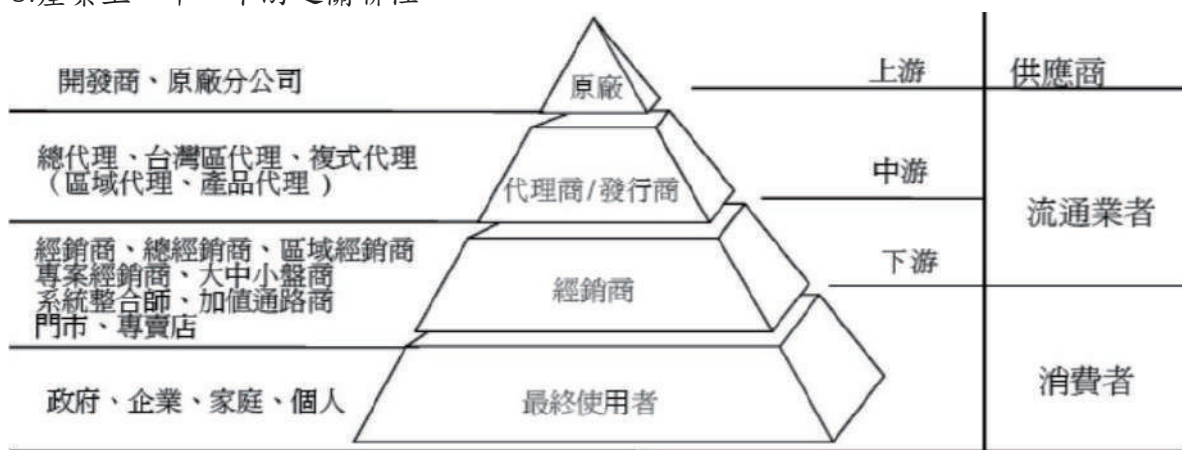 開發商、原廠分公司
原廠
上游
供應商
總代理、台灣區代理、複式代理
(區域代理、產品代理 )
代理商/發行商
中游
流通業者
經銷商、總經銷商、區域經銷商
專案經銷商、大中小盤商
系統整合師、加值通路商
門市、專賣店
經銷商
下游
政府、企業、家庭、個人
最終使用者
消費者